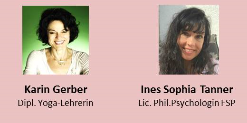 Karin Gerber
Dipl. Yoga-Lehrerin
Ines Sophia Tanner
Lic. Phil.Psychologin FSP